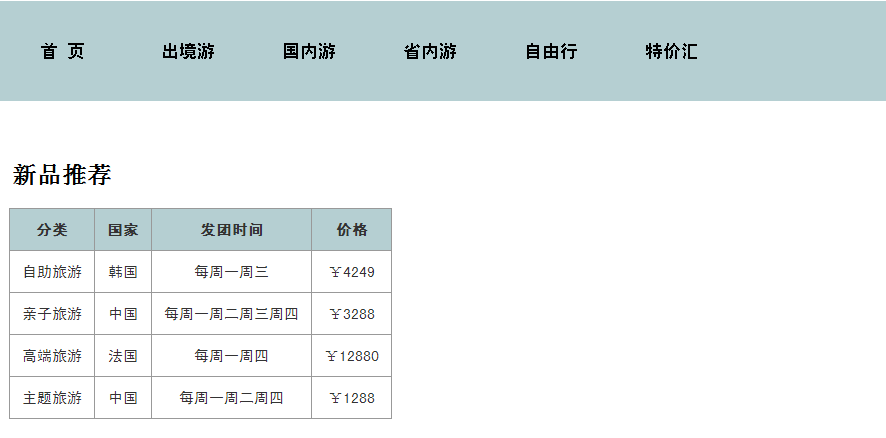 首 页 出境游 国内游 省内游 自由行 特价汇
新品推荐
分类 国家 发团时间 价格
自助旅游 韩国 每周一周三 ￥4249
亲子旅游 中国 每周一周二周三周四 ￥3288
高端旅游 法国 每周一周四 ￥12880
主题旅游 中国 每周一周二周四 ￥1288